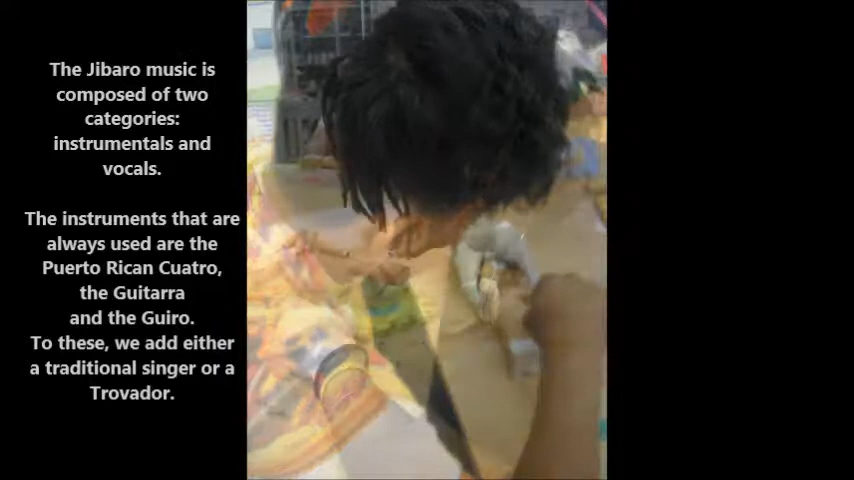 The Jibaro music is
composed of two
categories:
instrumentals and
vocals.
The instruments that are
always used are the
Puerto Rican Cuatro,
the Guitarra
and the Guiro.
To these, we add either
a traditional singer or a
Trovador.